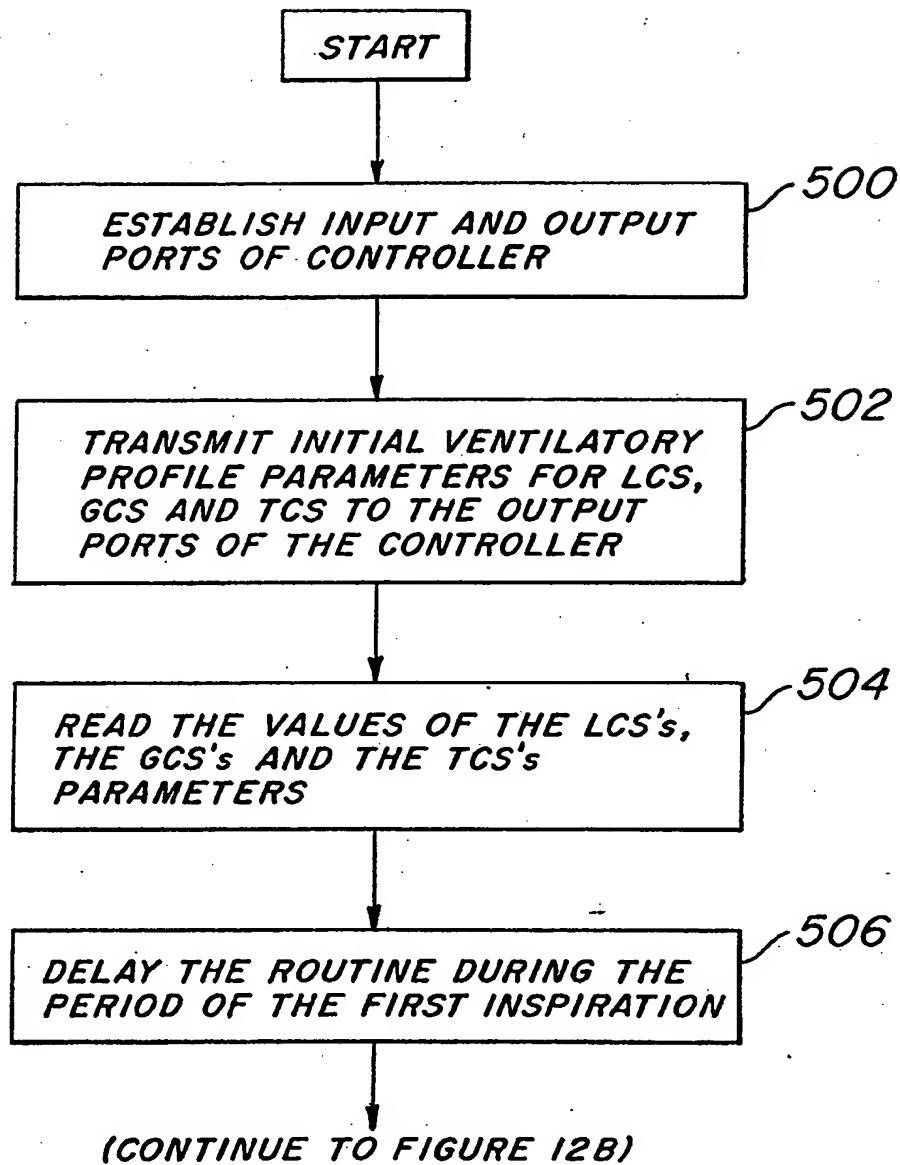 START
500
ESTABLISH INPUT AND OUTPUT
PORTS OF CONTROLLER
502
TRANSMIT INITIAL VENTILATORY
PROFILE PARAMETERS FOR LCS,
GCS AND TCS TO THE OUTPUT
PORTS OF THE CONTROLLER
504
READ THE VALUES OF THE LCS's,
THE GCS's AND THE TCS's
PARAMETERS
506
DELAY THE ROUTINE DURING THE
PERIOD OF THE FIRST INSPIRATION
(CONTINUE TO FIGURE 12B)